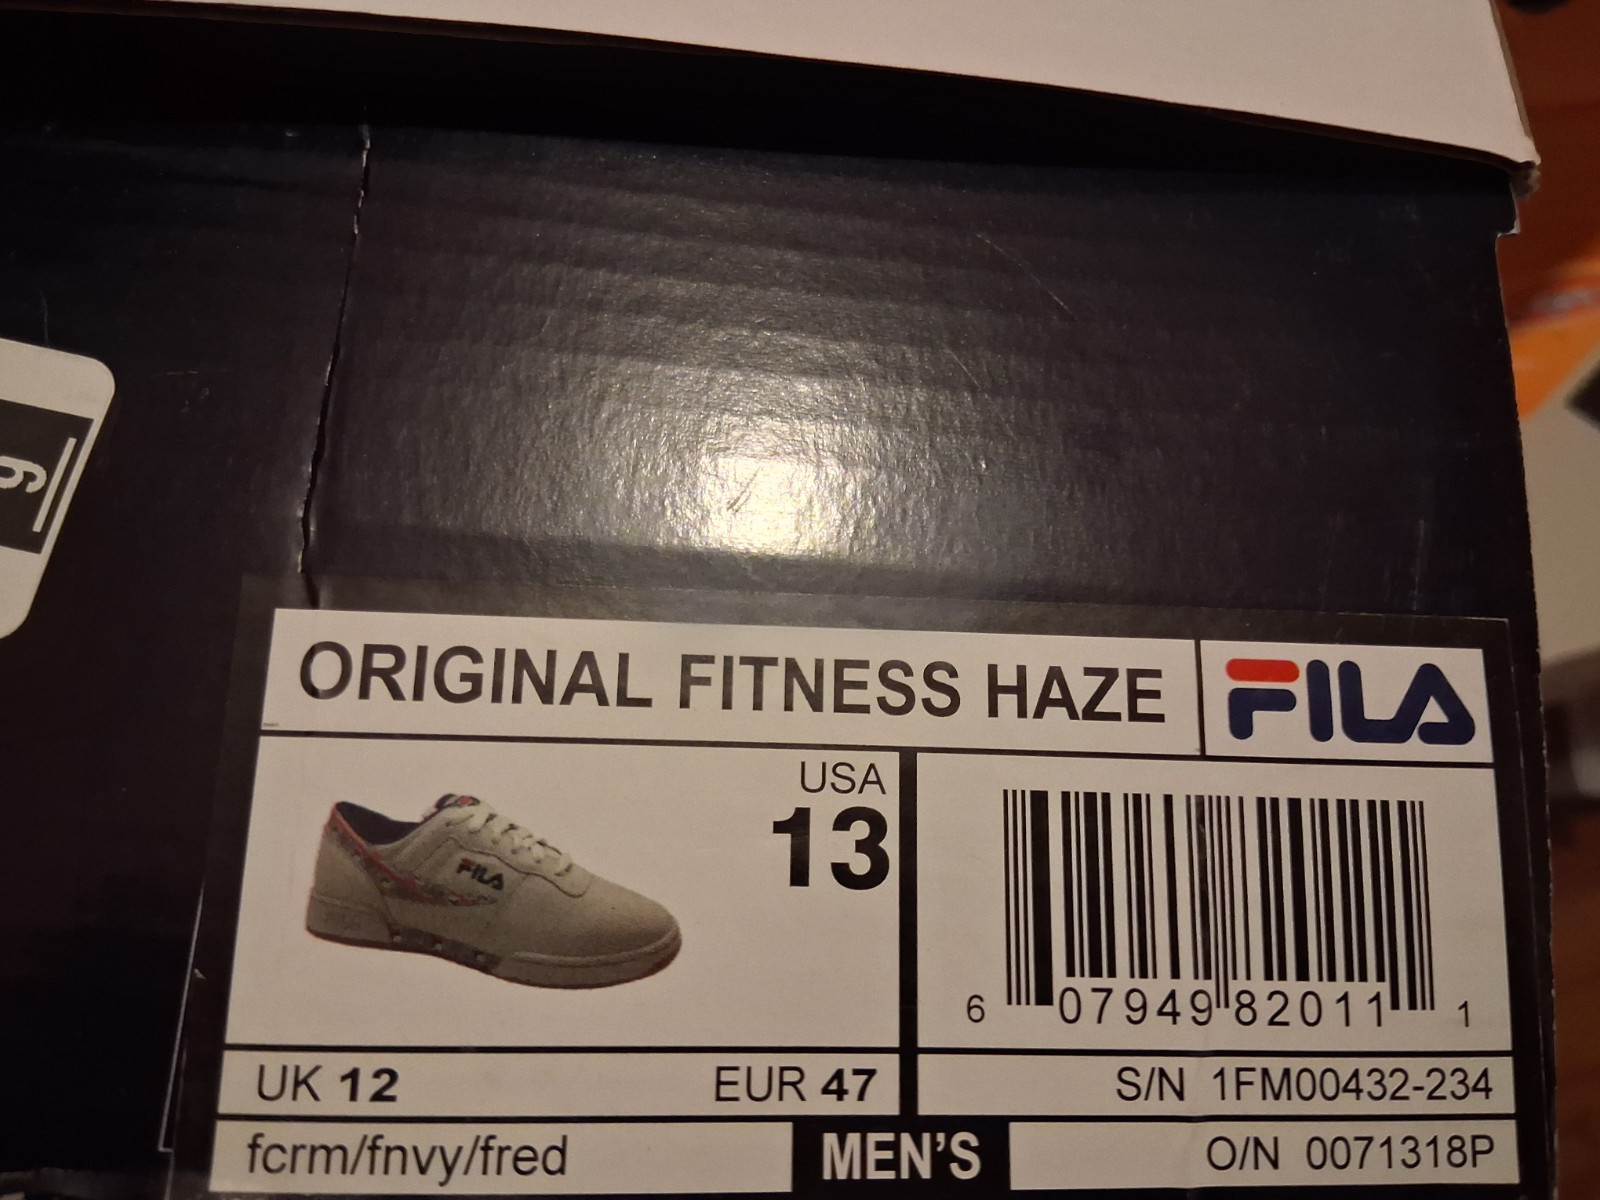 ORIGINAL FITNESS HAZE
FILA
USA
13
FILA
6 07949 82011 1
UK 12
EUR 47
S/N 1FM00432-234
fcrm/fnvy/fred
MEN'S
O/N 0071318P